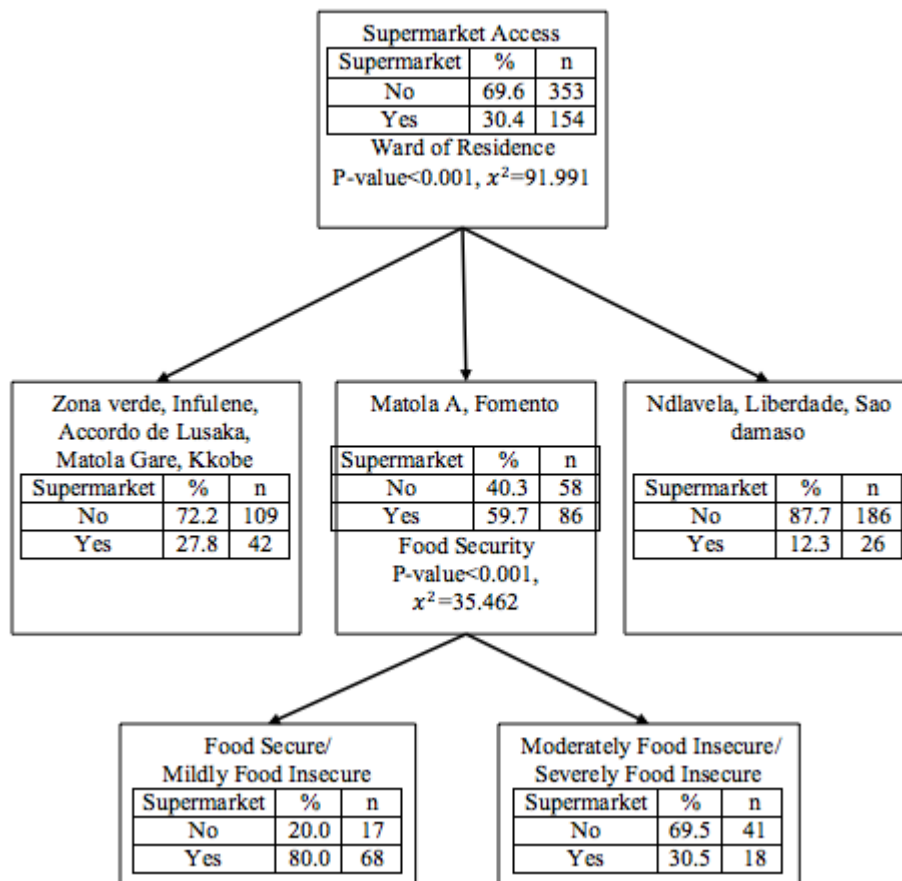 Supermarket Access
Supermarket % n
No 69.6 353
Yes 30.4 154
Ward of Residence
P-value<0.001, x²=91.991
Zona verde, Infulene,
Accordo de Lusaka,
Matola Gare, Kkobe
Supermarket % n
No 72.2 109
Yes 27.8 42
Matola A, Fomento
Supermarket % n
No 40.3 58
Yes 59.7 86
Food Security
P-value<0.001,
x²=35.462
Ndlavela, Liberdade, Sao
damaso
Supermarket % n
No 87.7 186
Yes 12.3 26
Food Secure/
Mildly Food Insecure
Supermarket % n
No 20.0 17
Yes 80.0 68
Moderately Food Insecure/
Severely Food Insecure
Supermarket % n
No 69.5 41
Yes 30.5 18